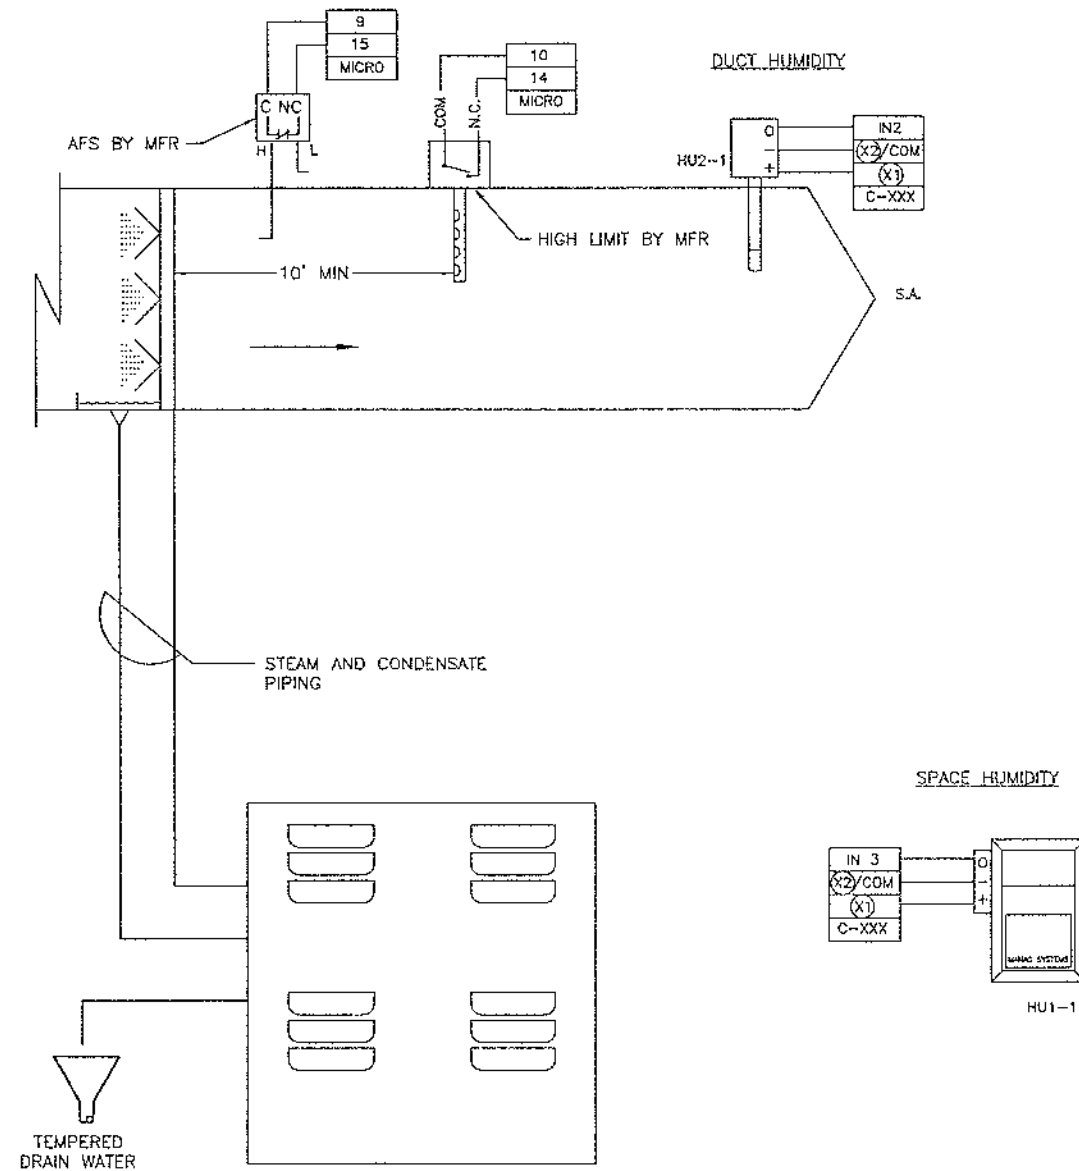 9
15
MICRO
C NC
AFS BY MFR
H
L
10
14
MICRO
COM
N.C.
HIGH LIMIT BY MFR
10' MIN
DUCT HUMIDITY
HU2-1
O
-
+
IN2
X2/COM
X1
C-XXX
S.A.
STEAM AND CONDENSATE
PIPING
SPACE HUMIDITY
IN 3
X2/COM
X1
C-XXX
O
-
+
HU1-1
TEMPERED
DRAIN WATER